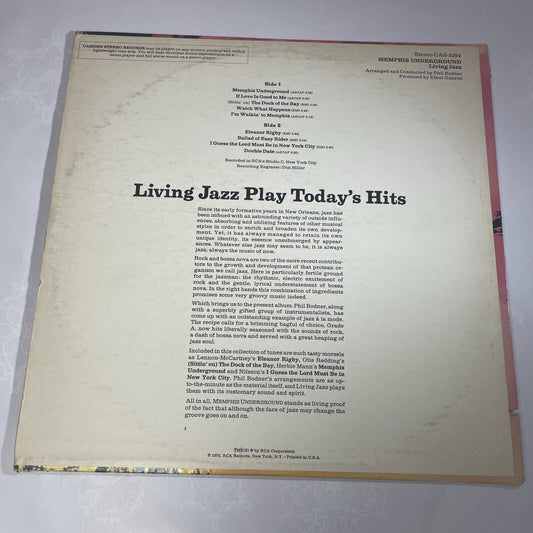 CAMDEN STEREO RECORDS may be played on any modern phonograph with a
lightweight tone arm. You will hear excellent sound reproduction on a
mono player and full stereo sound on a stereo player.
Stereo CAS-2394
MEMPHIS UNDERGROUND
Living Jazz
Arranged and Conducted by Phil Bodner
Produced by Ethel Gabriel
Side 1
Memphis Underground (ASCAP
If Love Is Good to Me (ASCAP
(Sittin' on) The Dock of the Bay (BMI
Watch What Happens (BMI
I'm Walkin' to Memphis (ASCAP
Side 2
Eleanor Rigby (BMI
Ballad of Easy Rider (BMI
I Guess the Lord Must Be in New York City (BMI
Double Date (ASCAP
Recorded in RCA's Studio C, New York City
Recording Engineer: Don Miller
Living Jazz Play Today's Hits
Since its early formative years in New Orleans, jazz has
been imbued with an astounding variety of outside influ-
ences, absorbing and utilizing features of other musical
styles in order to enrich and broaden its own develop-
ment. Yet, it has always managed to retain its own
unique identity, its essence unsubmerged by appear-
ances. Whatever else jazz may seem to be, it is always
jazz, always the music of now.
Rock and bossa nova are two of the more recent contribu-
tors to the growth and development of that protean or-
ganism we call jazz. Here is particularly fertile ground
for the jazzman: the rhythmic, electric excitement of
rock and the gentle, lyrical understatement of bossa
nova. In the right hands this combination of ingredients
promises some very groovy music indeed.
Which brings us to the present album. Phil Bodner, along
with a superbly gifted group of instrumentalists, has
come up with an outstanding example of jazz à la mode.
The recipe calls for a brimming bagful of choice, Grade
A, now hits liberally seasoned with the sounds of rock,
a dash of bossa nova and served with a great heaping of
jazz soul.
Included in this collection of tunes are such tasty morsels
as Lennon-McCartney's Eleanor Rigby, Otis Redding's
(Sittin' on) The Dock of the Bay, Herbie Mann's Memphis
Underground and Nilsson's I Guess the Lord Must Be in
New York City. Phil Bodner's arrangements are as up-
to-the-minute as the material itself, and Living Jazz plays
them with its customary sound and spirit.
All in all, MEMPHIS UNDERGROUND stands as living proof
of the fact that although the face of jazz may change the
groove goes on and on.
TMK(S) ® by RCA Corporation
© 1970, RCA Records, New York, N.Y. • Printed in U.S.A.